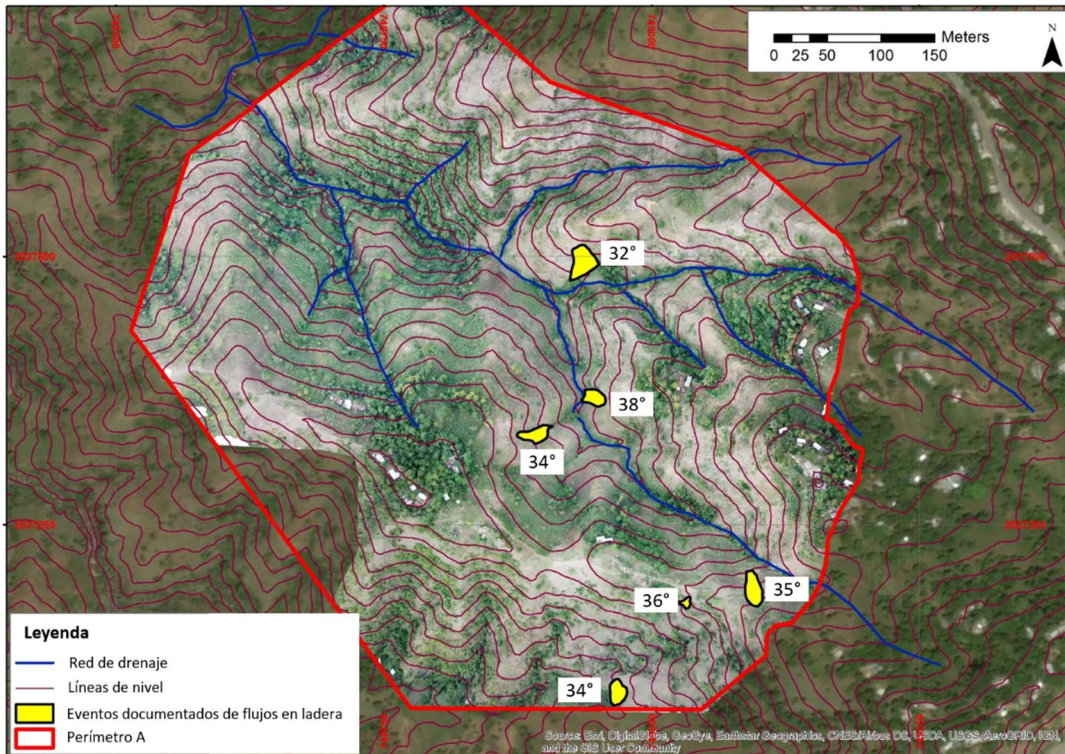 Meters
0 25 50 100 150
N
32°
38°
34°
36°
35°
34°
Leyenda
Red de drenaje
Líneas de nivel
Eventos documentados de flujos en ladera
Perímetro A
Source: Esri, DigitalGlobe, GeoEye, Earthstar Geographics, CNES/Airbus DS, USDA, USGS, AeroGRID, IGN,
and the GIS User Community